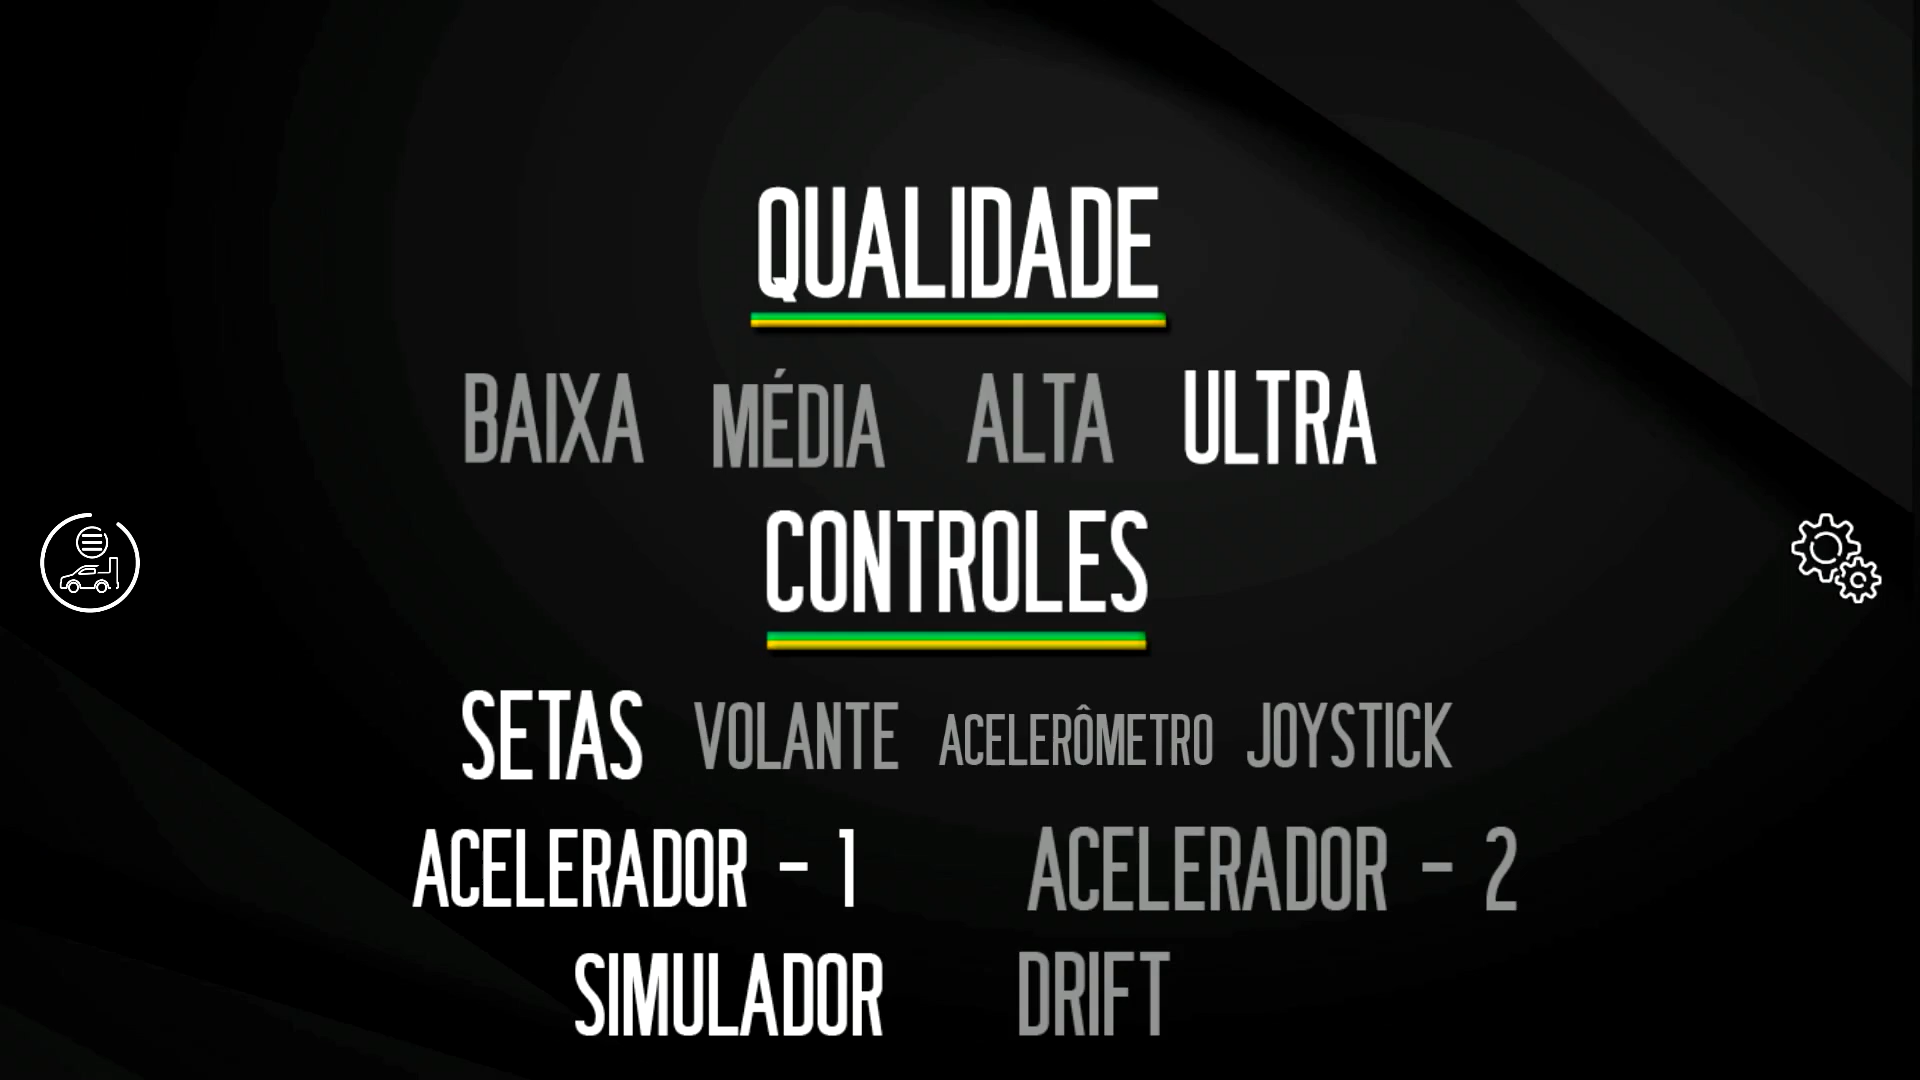 QUALIDADE
BAIXA MÉDIA ALTA ULTRA
CONTROLES
SETAS VOLANTE ACELERÔMETRO JOYSTICK
ACELERADOR - 1 ACELERADOR - 2
SIMULADOR DRIFT